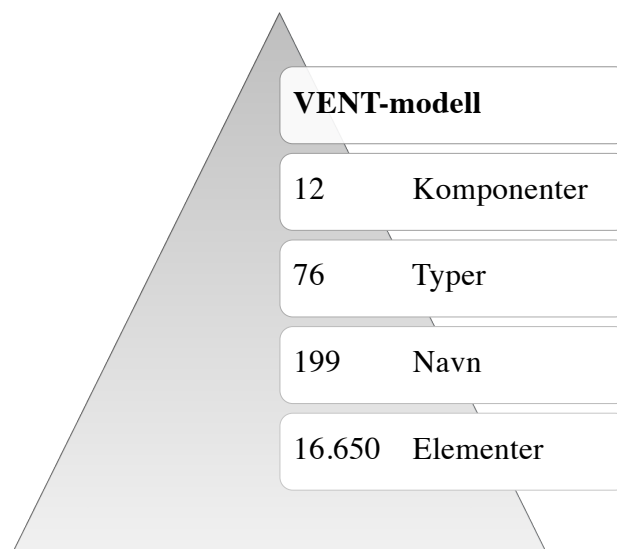 VENT-modell
12 Komponenter
76 Typer
199 Navn
16.650 Elementer